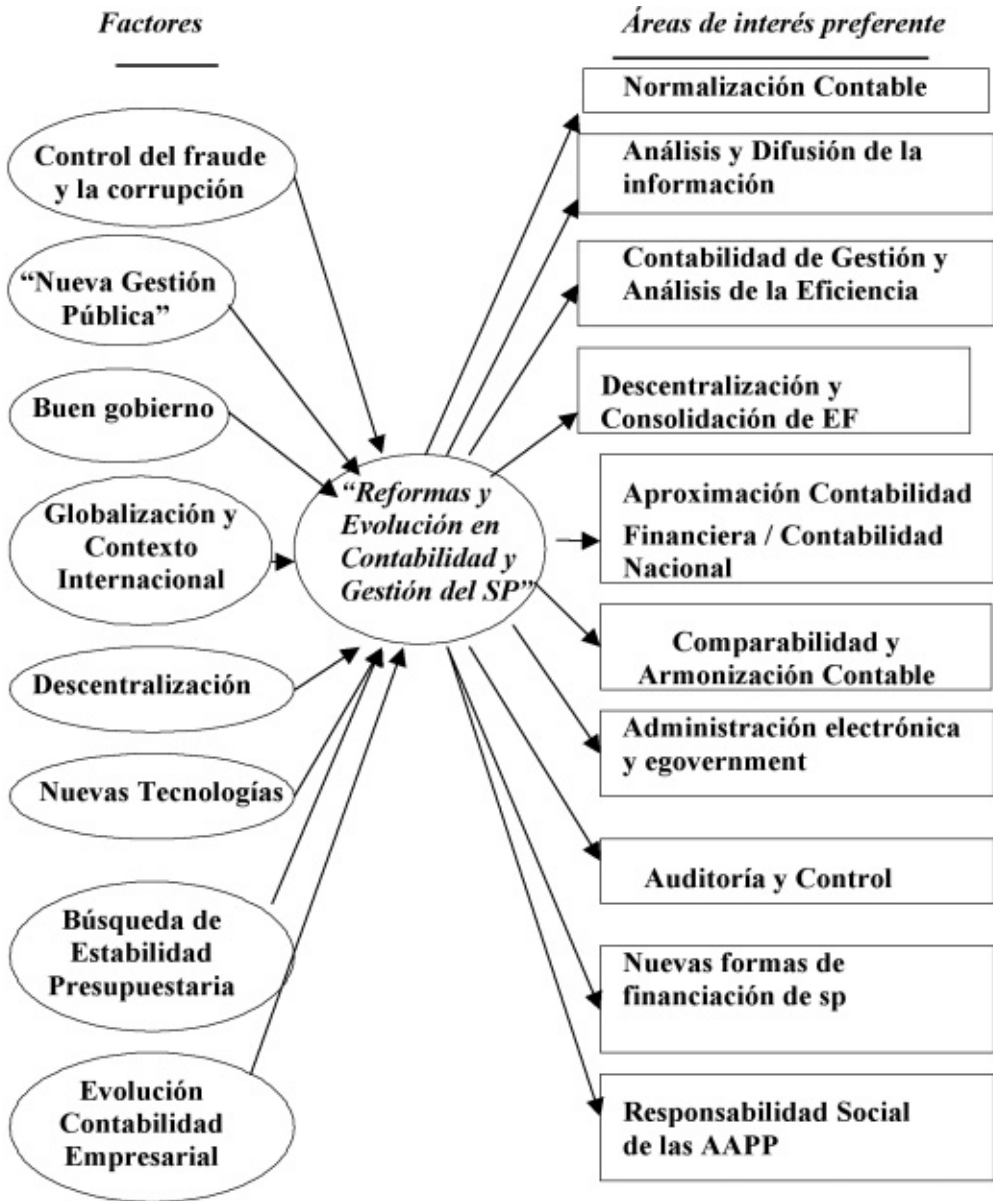 Factores
Control del fraude
y la corrupción
“Nueva Gestión
Pública”
Buen gobierno
Globalización y
Contexto
Internacional
Descentralización
Nuevas Tecnologías
Búsqueda de
Estabilidad
Presupuestaria
Evolución
Contabilidad
Empresarial
“Reformas y
Evolución en
Contabilidad y
Gestión del SP”
Áreas de interés preferente
Normalización Contable
Análisis y Difusión de la
información
Contabilidad de Gestión y
Análisis de la Eficiencia
Descentralización y
Consolidación de EF
Aproximación Contabilidad
Financiera / Contabilidad
Nacional
Comparabilidad y
Armonización Contable
Administración electrónica
y egovernment
Auditoría y Control
Nuevas formas de
financiación de sp
Responsabilidad Social
de las AAPP